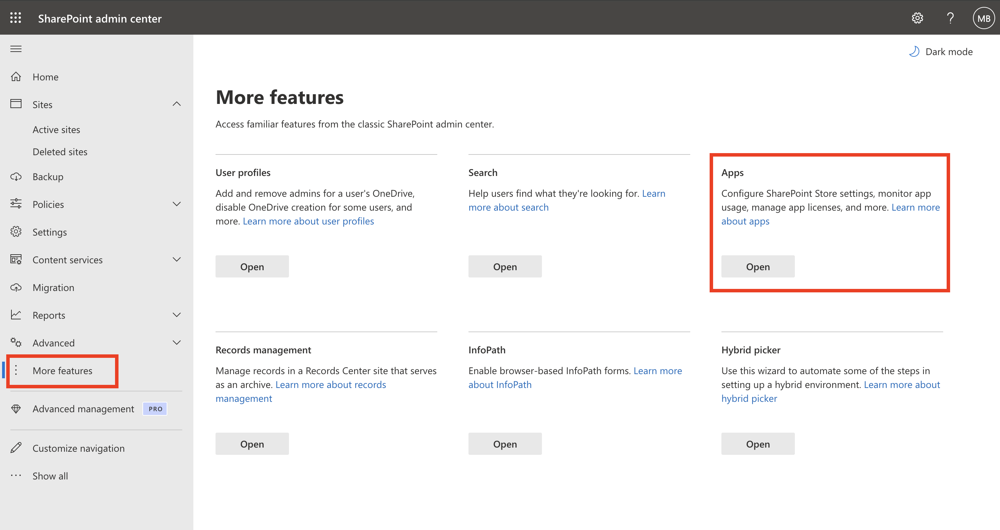 SharePoint admin center
MB
Dark mode
Home
Sites
Active sites
Deleted sites
Backup
Policies
Settings
Content services
Migration
Reports
Advanced
More features
Advanced management PRO
Customize navigation
Show all
More features
Access familiar features from the classic SharePoint admin center.
User profiles
Add and remove admins for a user's OneDrive,
disable OneDrive creation for some users, and
more. Learn more about user profiles
Open
Search
Help users find what they're looking for. Learn
more about search
Open
Apps
Configure SharePoint Store settings, monitor app
usage, manage app licenses, and more. Learn more
about apps
Open
Records management
Manage records in a Records Center site that serves
as an archive. Learn more about records
management
Open
InfoPath
Enable browser-based InfoPath forms. Learn more
about InfoPath
Open
Hybrid picker
Use this wizard to automate some of the steps in
setting up a hybrid environment. Learn more about
hybrid picker
Open